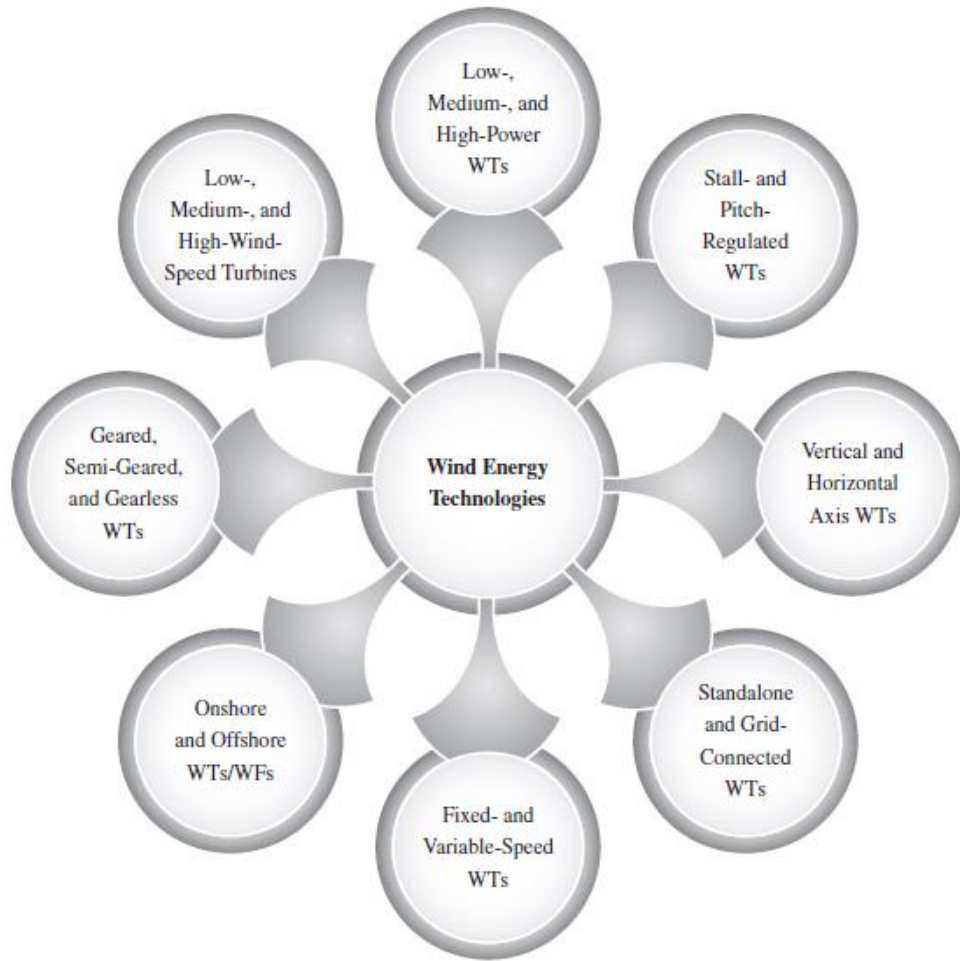 Low-,
Medium-, and
High-Power
WTs
Stall- and
Pitch-
Regulated
WTs
Vertical and
Horizontal
Axis WTs
Standalone
and Grid-
Connected
WTs
Fixed- and
Variable-Speed
WTs
Onshore
and Offshore
WTs/WFs
Geared,
Semi-Geared,
and Gearless
WTs
Low-,
Medium-, and
High-Wind-
Speed Turbines
Wind Energy
Technologies